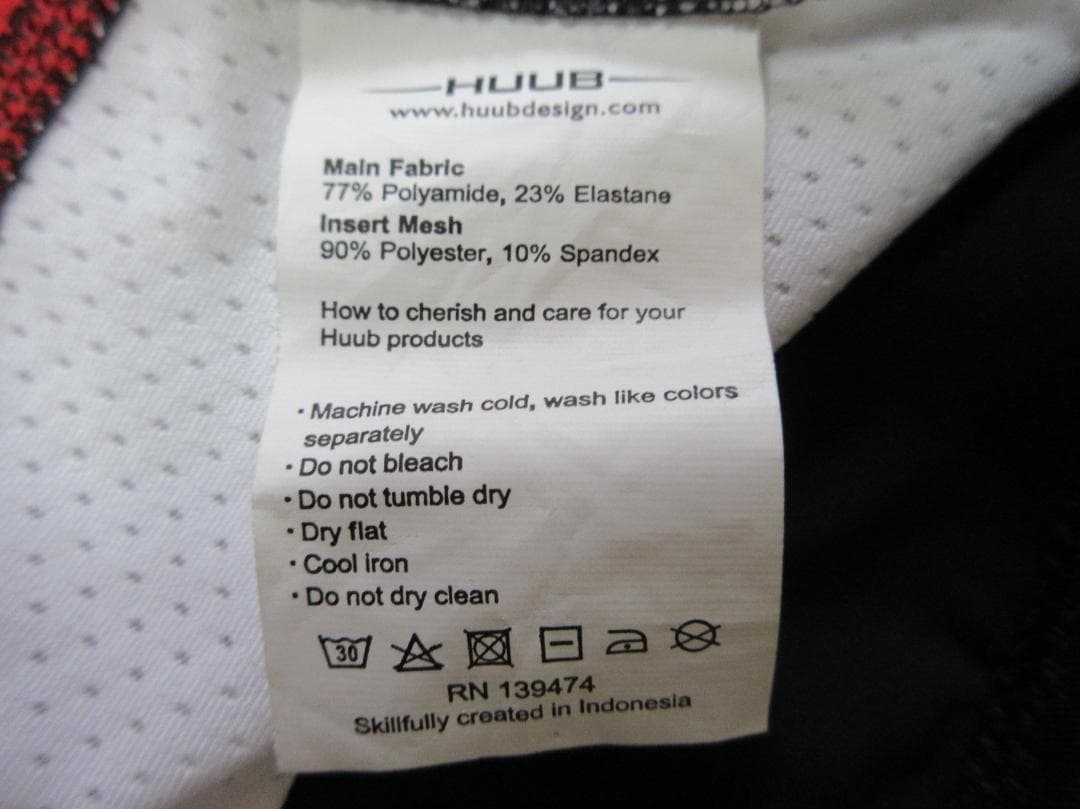 HUUB
www.huubdesign.com
Main Fabric
77% Polyamide, 23% Elastane
Insert Mesh
90% Polyester, 10% Spandex
How to cherish and care for your
Huub products
· Machine wash cold, wash like colors
separately
· Do not bleach
· Do not tumble dry
· Dry flat
· Cool iron
· Do not dry clean
30
RN 139474
Skillfully created in Indonesia